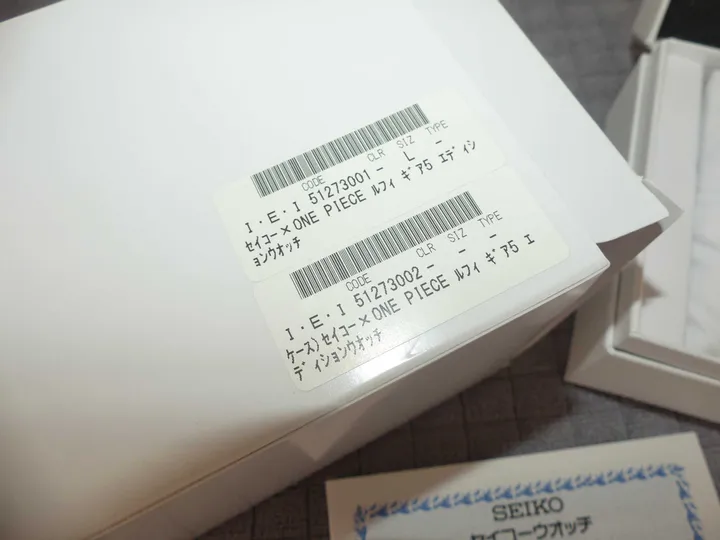 CODE CLR SIZ TYPE
I・E・I 51273001 - L -
セイコー×ONE PIECE ルフィ ギア5 エディシ
ョンウオッチ
CODE CLR SIZ TYPE
I・E・I 51273002 - - -
ケース)セイコー×ONE PIECE ルフィ ギア5 エ
ディションウオッチ
SEIKO
セイコーウオッチ